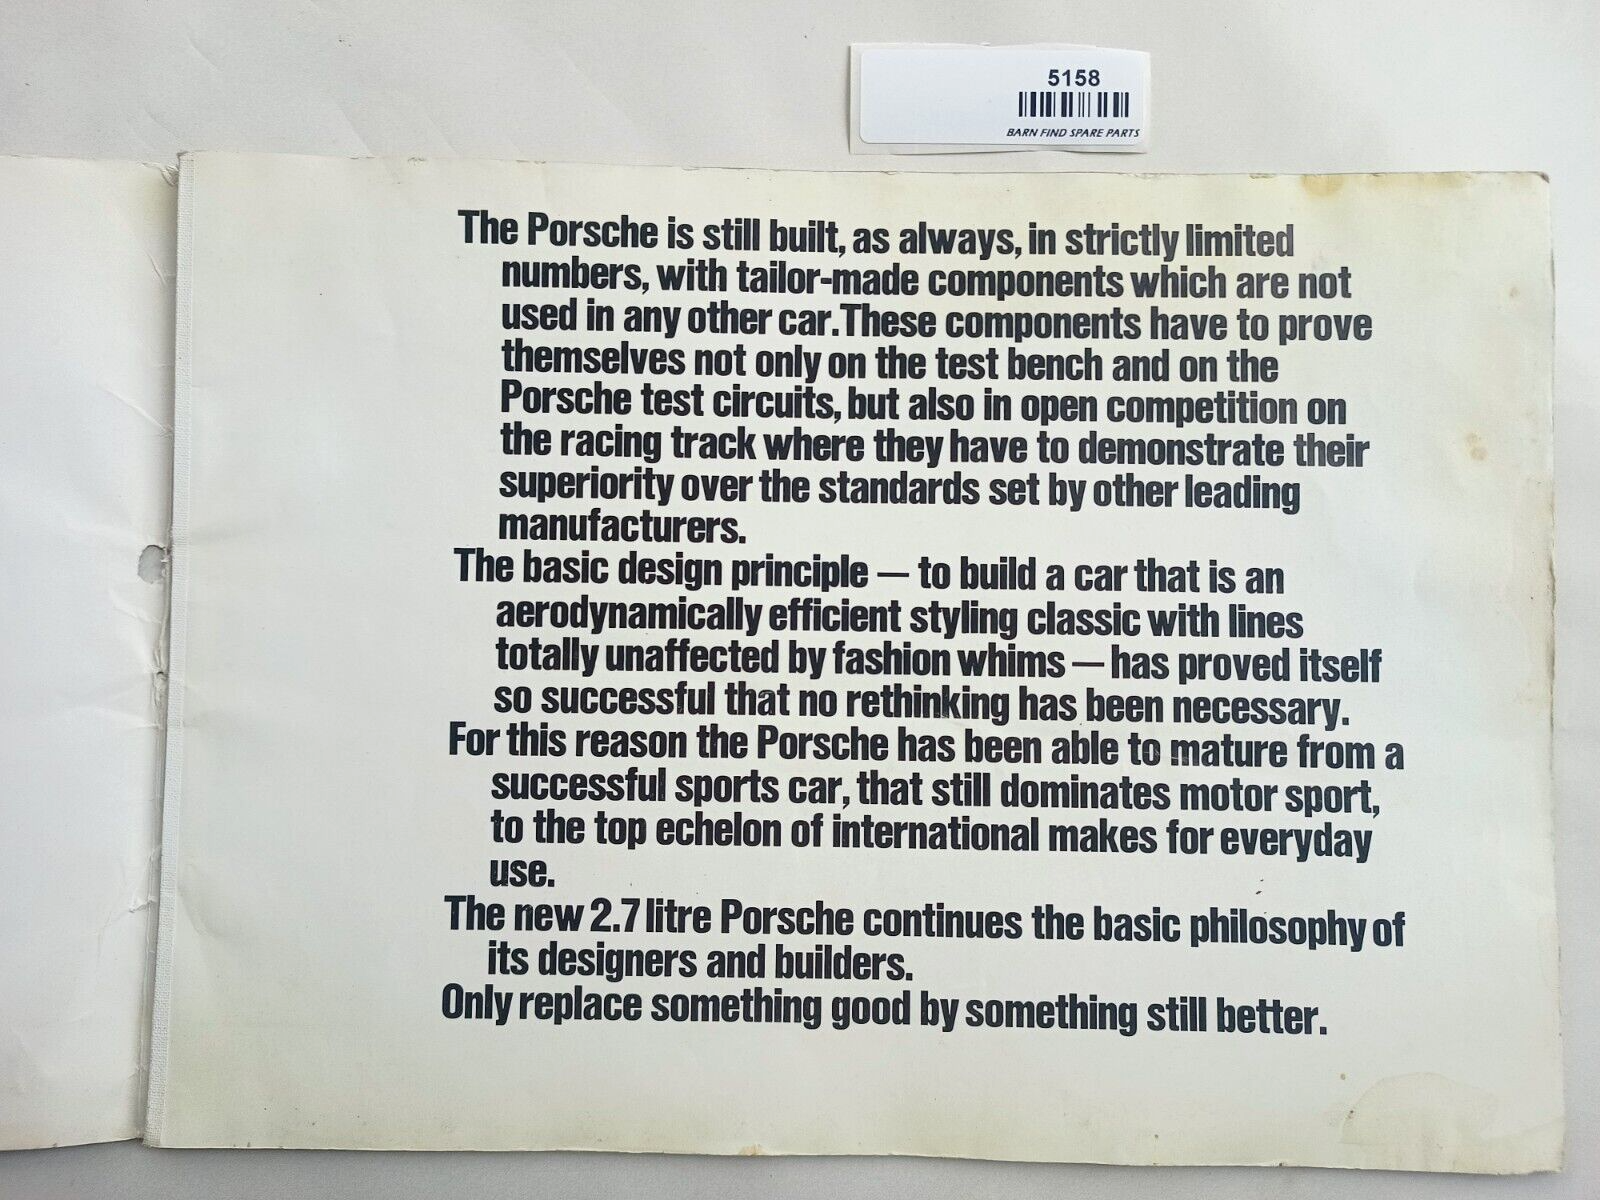 5158
BARN FIND SPARE PARTS
The Porsche is still built, as always, in strictly limited
numbers, with tailor-made components which are not
used in any other car. These components have to prove
themselves not only on the test bench and on the
Porsche test circuits, but also in open competition on
the racing track where they have to demonstrate their
superiority over the standards set by other leading
manufacturers.
The basic design principle — to build a car that is an
aerodynamically efficient styling classic with lines
totally unaffected by fashion whims — has proved itself
so successful that no rethinking has been necessary.
For this reason the Porsche has been able to mature from a
successful sports car, that still dominates motor sport,
to the top echelon of international makes for everyday
use.
The new 2.7 litre Porsche continues the basic philosophy of
its designers and builders.
Only replace something good by something still better.